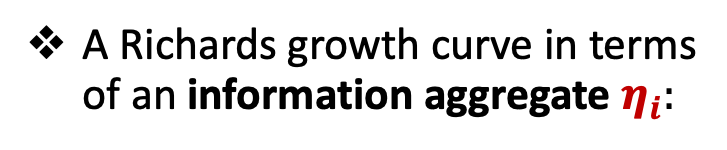 ❖ A Richards growth curve in terms
of an information aggregate ηᵢ: